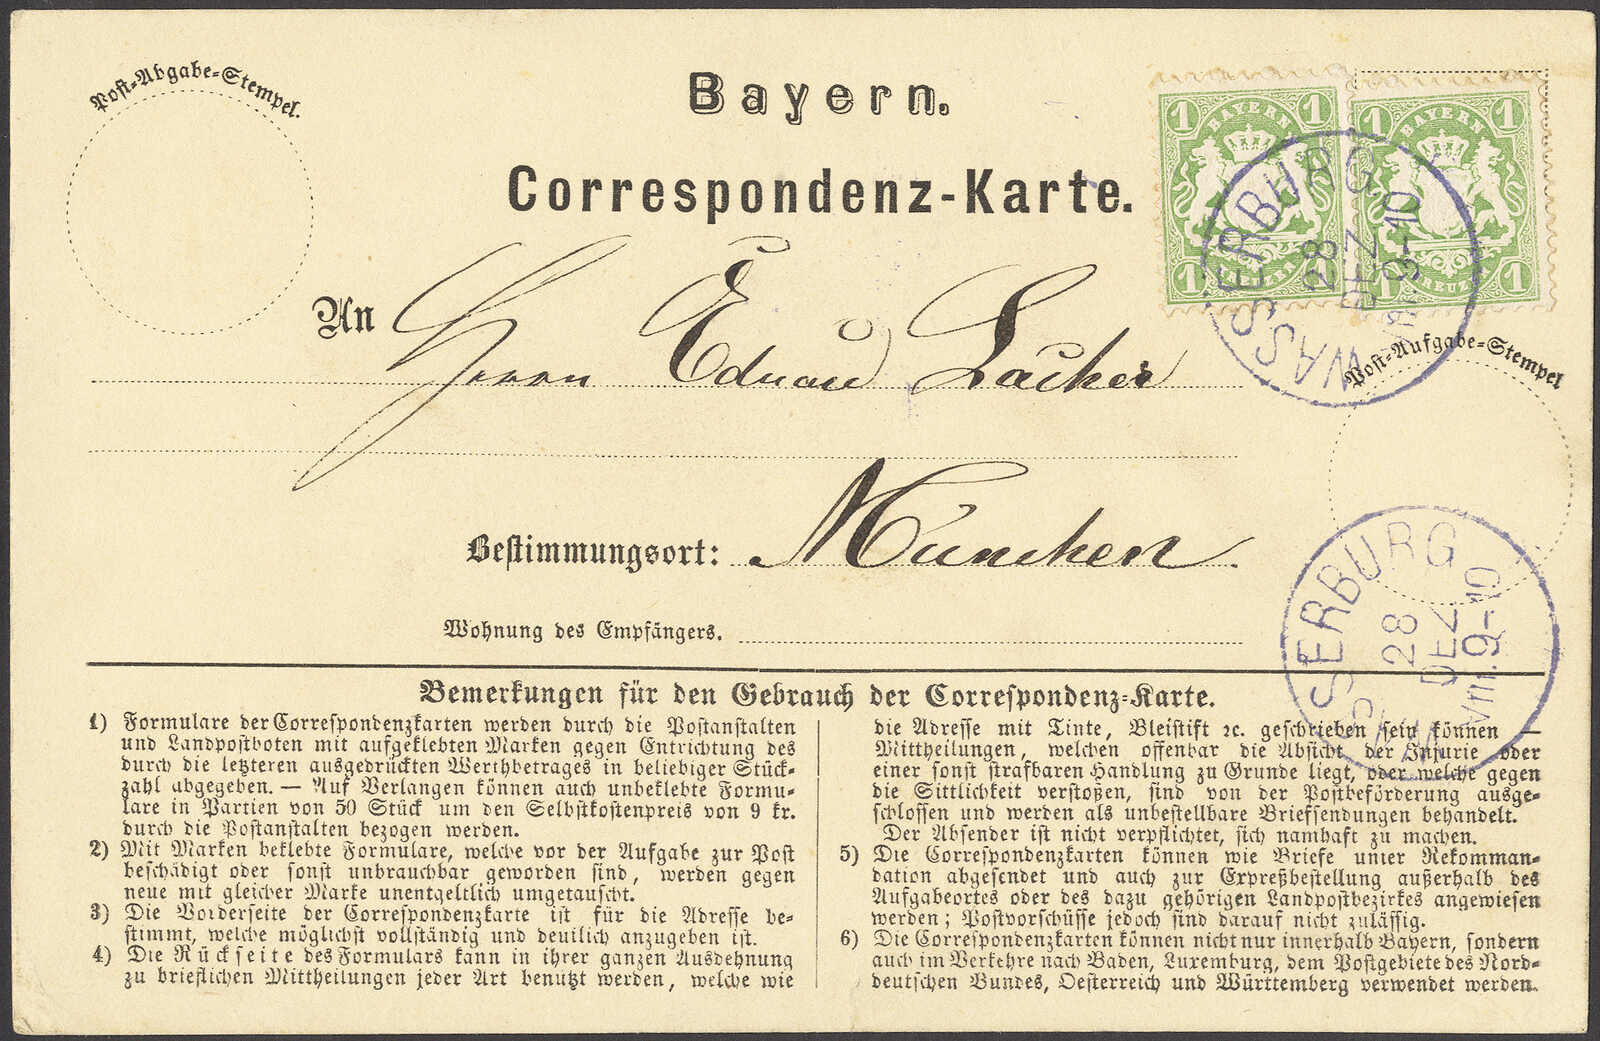 Post-Abgabe-Stempel.
Bayern.
Correspondenz-Karte.
1 BAYERN 1
1 KREUZER 1
1 BAYERN 1
1 KREUZER 1
WASSERBURG
28
DEZ
VIII. 9-10
Post-Aufgabe-Stempel
An Herrn Eduard Lacher
Bestimmungsort: München
Wohnung des Empfängers.
WASSERBURG
28
DEZ
VIII. 9-10
Bemerkungen für den Gebrauch der Correspondenz-Karte.
1) Formulare der Correspondenzkarten werden durch die Postanstalten
und Landpostboten mit aufgeklebten Marken gegen Entrichtung des
durch die letzteren ausgedrückten Werthbetrages in beliebiger Stück-
zahl abgegeben. — Auf Verlangen können auch unbeklebte Formu-
lare in Partien von 50 Stück um den Selbstkostenpreis von 9 kr.
durch die Postanstalten bezogen werden.
2) Mit Marken beklebte Formulare, welche vor der Aufgabe zur Post
beschädigt oder sonst unbrauchbar geworden sind, werden gegen
neue mit gleicher Marke unentgeltlich umgetauscht.
3) Die Vorderseite der Correspondenzkarte ist für die Adresse be-
stimmt, welche möglichst vollständig und deutlich anzugeben ist.
4) Die Rückseite des Formulars kann in ihrer ganzen Ausdehnung
zu brieflichen Mittheilungen jeder Art benutzt werden, welche wie
die Adresse mit Tinte, Bleistift ꝛc. geschrieben sein können —
Mittheilungen, welchen offenbar die Absicht der Injurie oder
einer sonst strafbaren Handlung zu Grunde liegt, oder welche gegen
die Sittlichkeit verstoßen, sind von der Postbeförderung ausge-
schlossen und werden als unbestellbare Briefsendungen behandelt.
Der Absender ist nicht verpflichtet, sich namhaft zu machen.
5) Die Correspondenzkarten können wie Briefe unter Rekomman-
dation abgesendet und auch zur Expreßbestellung außerhalb des
Aufgabeortes oder des dazu gehörigen Landpostbezirkes angewiesen
werden; Postvorschüsse jedoch sind darauf nicht zulässig.
6) Die Correspondenzkarten können nicht nur innerhalb Bayern, sondern
auch im Verkehre nach Baden, Luxemburg, dem Postgebiete des Nord-
deutschen Bundes, Oesterreich und Württemberg verwendet werden.